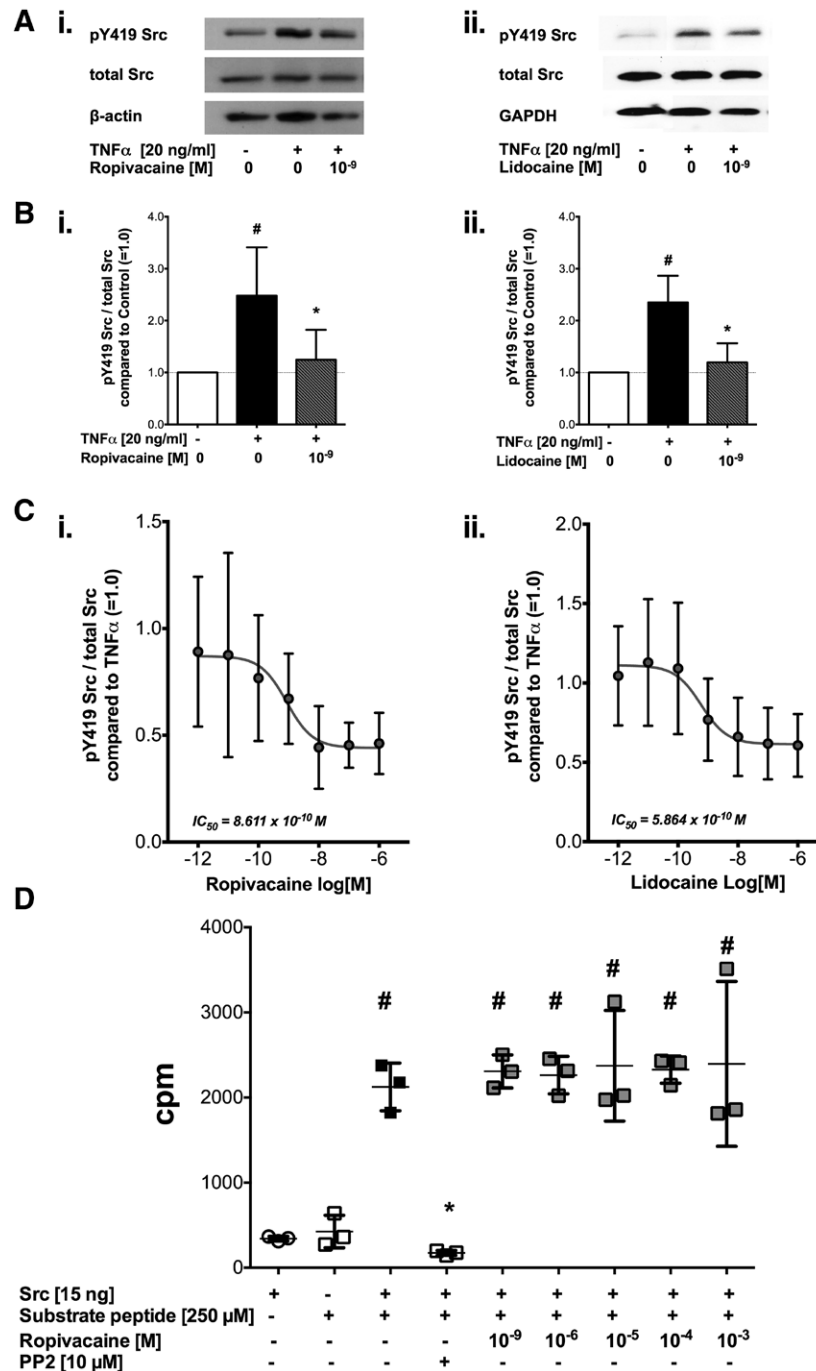 A i. ii.
pY419 Src
total Src
β-actin
TNFα [20 ng/ml] - + +
Ropivacaine [M] 0 0 10⁻⁹
pY419 Src
total Src
GAPDH
TNFα [20 ng/ml] - + +
Lidocaine [M] 0 0 10⁻⁹
B i. ii.
pY419 Src / total Src
compared to Control (=1.0)
4.0
3.0
2.0
1.0
0.0
#
*
TNFα [20 ng/ml] - + +
Ropivacaine [M] 0 0 10⁻⁹
pY419 Src / total Src
compared to Control (=1.0)
4.0
3.0
2.0
1.0
0.0
#
*
TNFα [20 ng/ml] - + +
Lidocaine [M] 0 0 10⁻⁹
C i. ii.
pY419 Src / total Src
compared to TNFα (=1.0)
1.5
1.0
0.5
0.0
IC₅₀ = 8.611 x 10⁻¹⁰ M
-12 -10 -8 -6
Ropivacaine log[M]
pY419 Src / total Src
compared to TNFα (=1.0)
2.0
1.5
1.0
0.5
0.0
IC₅₀ = 5.864 x 10⁻¹⁰ M
-12 -10 -8 -6
Lidocaine Log[M]
D
cpm
4000
3000
2000
1000
0
# * # # # # #
Src [15 ng] + - + + + + + + +
Substrate peptide [250 µM] - + + + + + + + +
Ropivacaine [M] - - - - 10⁻⁹ 10⁻⁶ 10⁻⁵ 10⁻⁴ 10⁻³
PP2 [10 µM] - - - + - - - - -